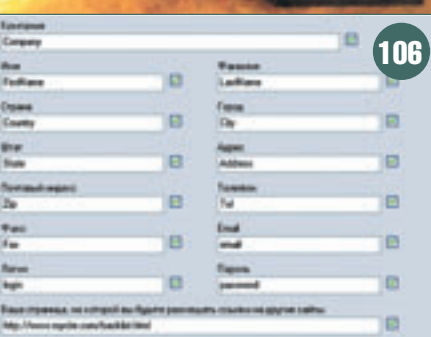 106
Компания
Company
Имя Фамилия
FirstName LastName
Страна Город
Country City
Штат Адрес
State Address
Почтовый индекс Телефон
Zip Tel
Факс Email
Fax email
Логин Пароль
login password
Ваша страница, на которой вы будете размещать ссылки на другие сайты